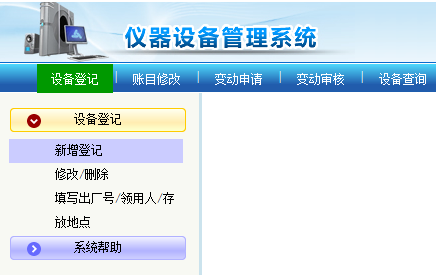 仪器设备管理系统
设备登记 账目修改 变动申请 变动审核 设备查询
设备登记
新增登记
修改/删除
填写出厂号/领用人/存
放地点
系统帮助